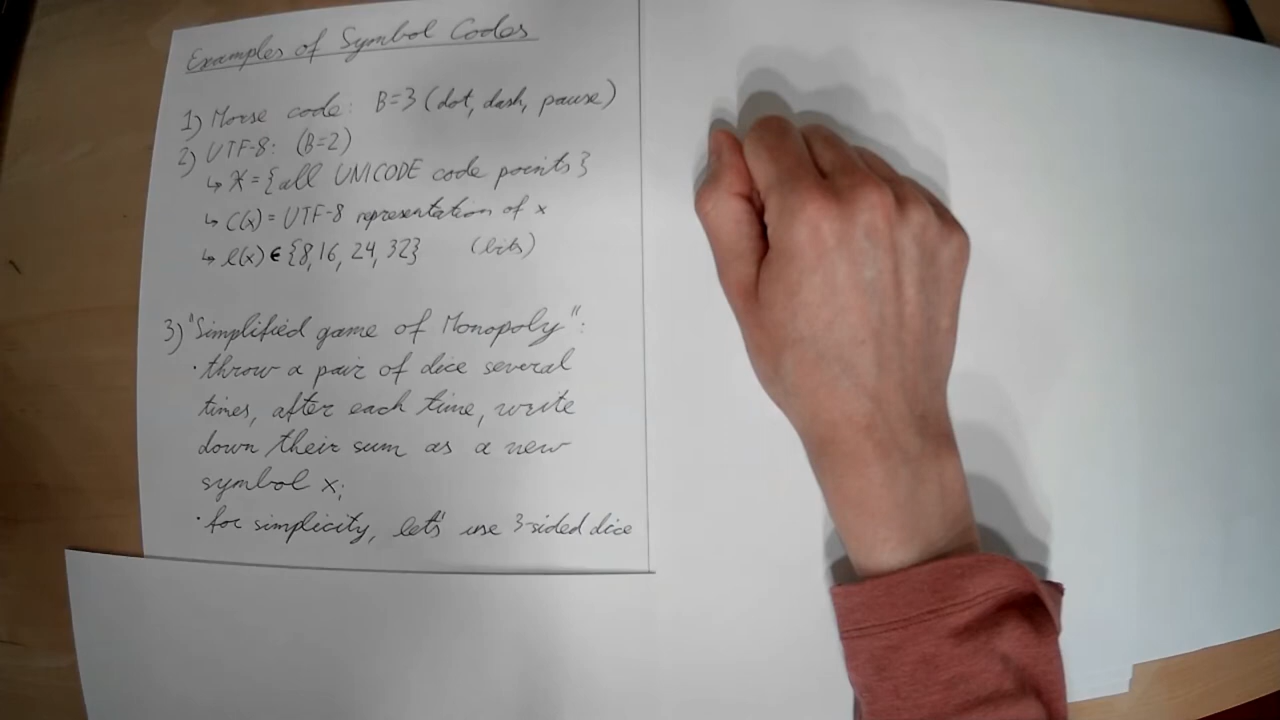 Examples of Symbol Codes
1) Morse code: B=3 (dot, dash, pause)
2) UTF-8: (B=2)
↳ 𝔛 = {all UNICODE code points}
↳ C(x) = UTF-8 representation of x
↳ ℓ(x) ∈ {8, 16, 24, 32} (bits)
3) "Simplified game of Monopoly":
· throw a pair of dice several
times, after each time, write
down their sum as a new
symbol xᵢ
· for simplicity, let's use 3-sided dice